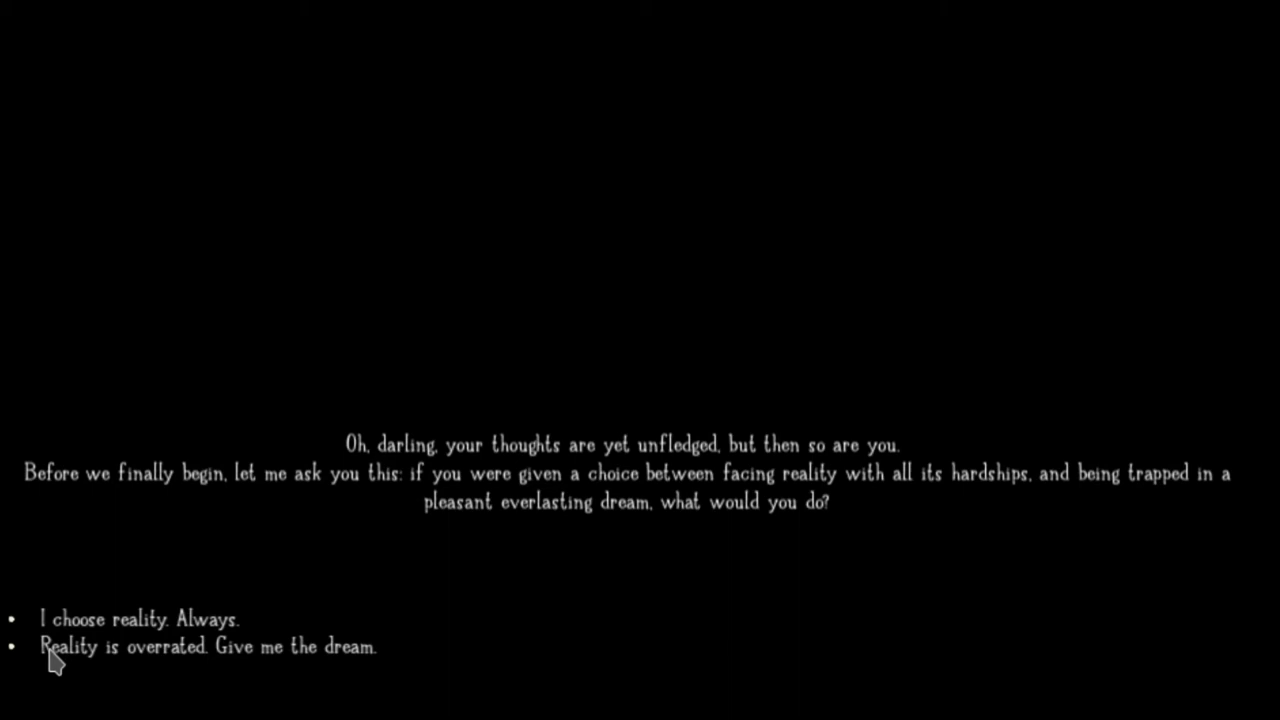 Oh, darling, your thoughts are yet unfledged, but then so are you.
Before we finally begin, let me ask you this: if you were given a choice between facing reality with all its hardships, and being trapped in a
pleasant everlasting dream, what would you do?
• I choose reality. Always.
• Reality is overrated. Give me the dream.